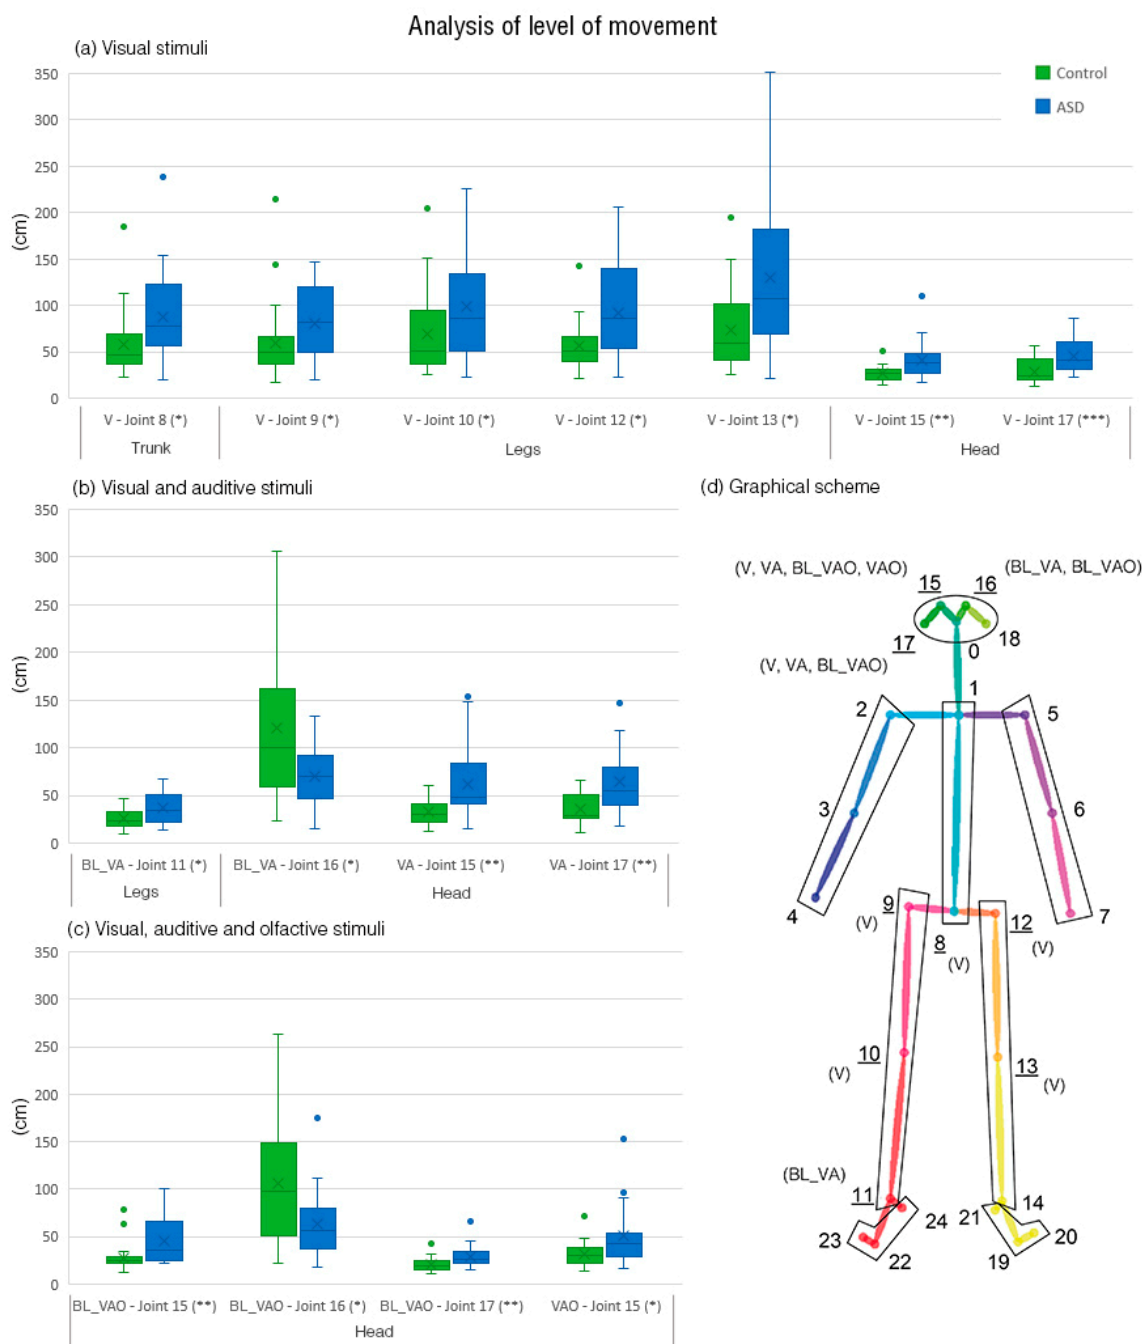 Analysis of level of movement
(a) Visual stimuli
Control
ASD
350
300
250
200
150
100
50
0
(cm)
V - Joint 8 (*) V - Joint 9 (*) V - Joint 10 (*) V - Joint 12 (*) V - Joint 13 (*) V - Joint 15 (**) V - Joint 17 (***)
Trunk Legs Head
(b) Visual and auditive stimuli
350
300
250
200
150
100
50
0
(cm)
BL_VA - Joint 11 (*) BL_VA - Joint 16 (*) VA - Joint 15 (**) VA - Joint 17 (**)
Legs Head
(c) Visual, auditive and olfactive stimuli
350
300
250
200
150
100
50
0
(cm)
BL_VAO - Joint 15 (**) BL_VAO - Joint 16 (*) BL_VAO - Joint 17 (**) VAO - Joint 15 (*)
Head
(d) Graphical scheme
(V, VA, BL_VAO, VAO) (BL_VA, BL_VAO)
15 16
17 0 18
(V, VA, BL_VAO) 1
2 5
3 6
4 7
9 12
(V) 8 (V) (V)
10 13
(V) (V)
(BL_VA)
11 14
23 24 21 20
22 19